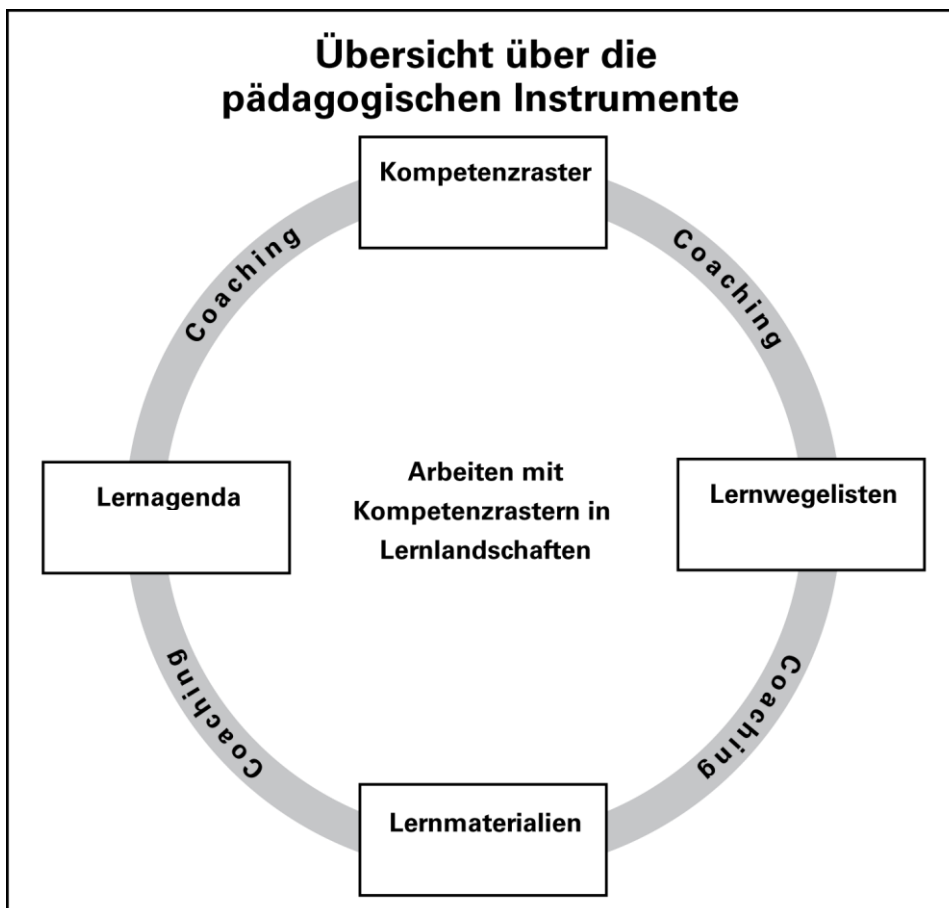 Übersicht über die
pädagogischen Instrumente
Kompetenzraster
Coaching
Coaching
Lernagenda
Arbeiten mit
Kompetenzrastern in
Lernlandschaften
Lernwegelisten
Coaching
Coaching
Lernmaterialien